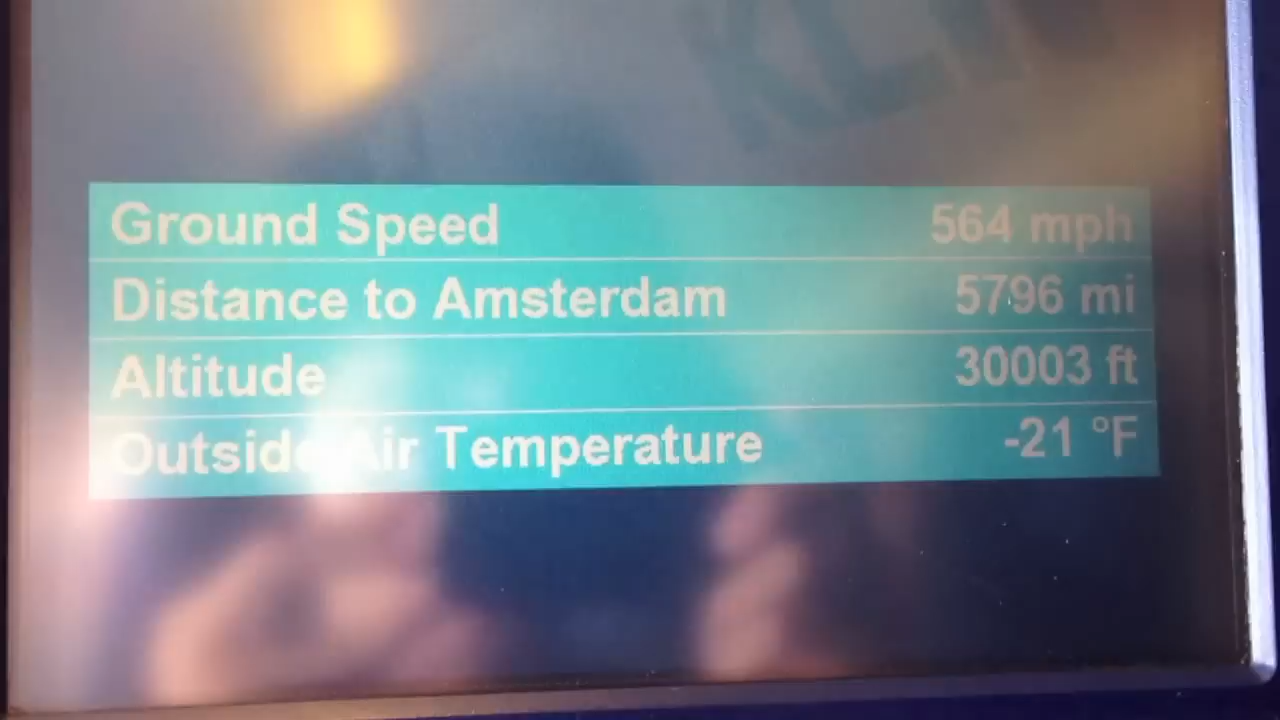 Ground Speed 564 mph
Distance to Amsterdam 5796 mi
Altitude 30003 ft
Outside Air Temperature -21 °F